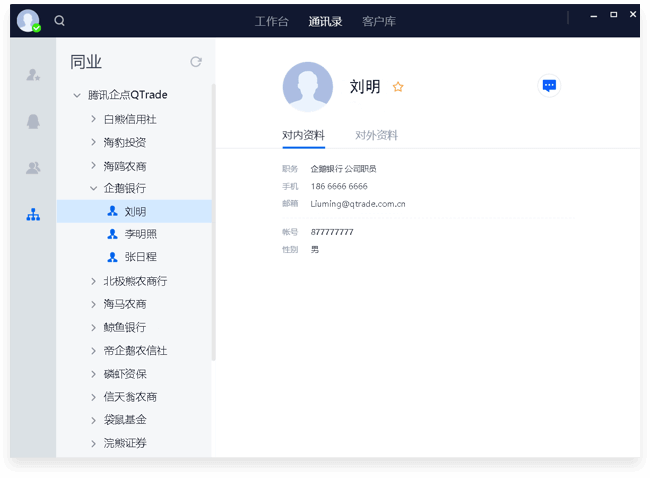 工作台 通讯录 客户库
同业
腾讯企点QTrade
白熊信用社
海豹投资
海鸥农商
企鹅银行
刘明
李明照
张日程
北极熊农商行
海马农商
鲸鱼银行
帝企鹅农信社
磷虾资保
信天翁农商
袋鼠基金
浣熊证券
刘明
对内资料 对外资料
职务 企鹅银行 公司职员
手机 186 6666 6666
邮箱 Liuming@qtrade.com.cn
帐号 877777777
性别 男